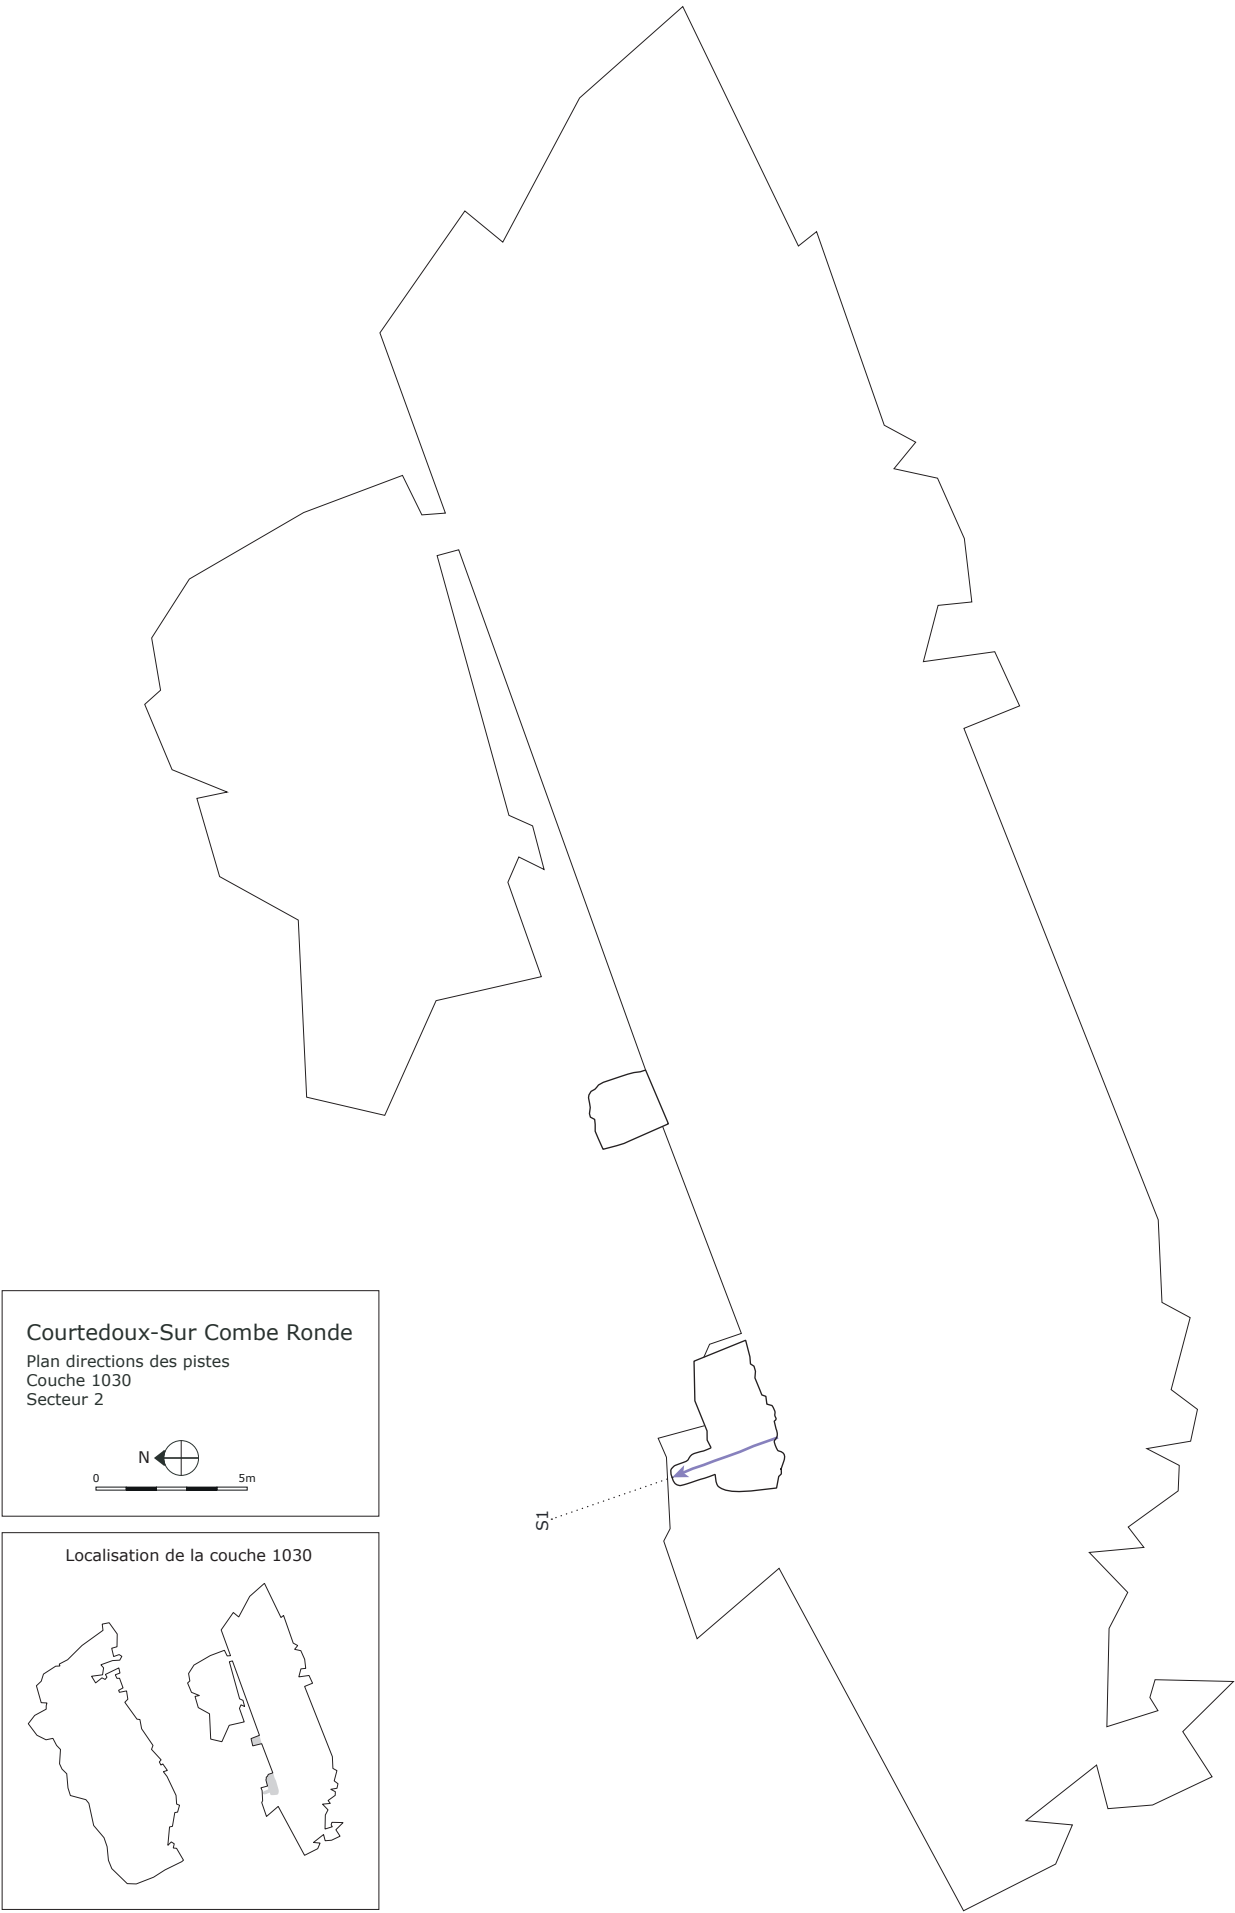 S1
Courtedoux-Sur Combe Ronde
Plan directions des pistes
Couche 1030
Secteur 2
N
0 5m
Localisation de la couche 1030